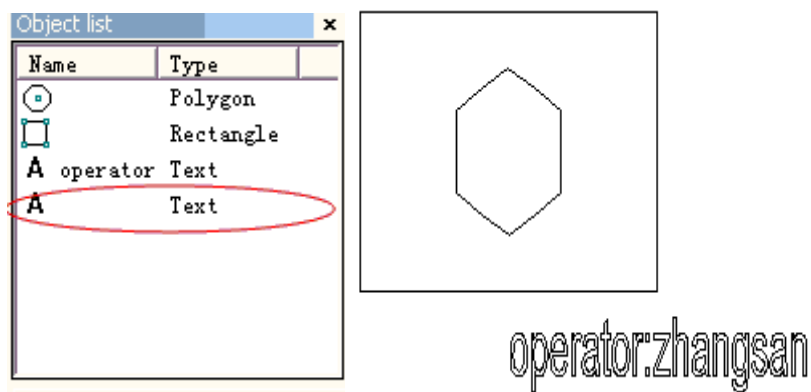 Object list
Name Type
Polygon
Rectangle
A operator Text
A Text
operator:zhangsan